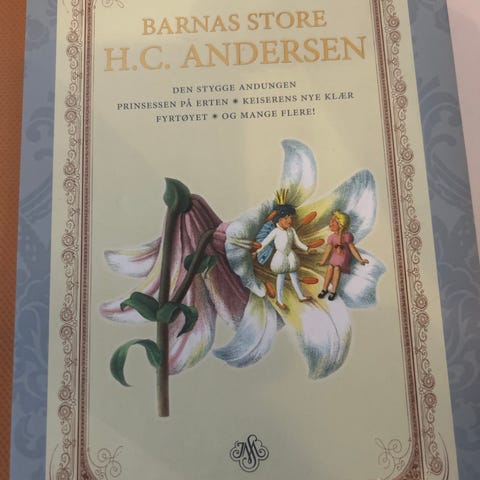 BARNAS STORE
H.C. ANDERSEN
DEN STYGGE ANDUNGEN
PRINSESSEN PÅ ERTEN * KEISERENS NYE KLÆR
FYRTØYET * OG MANGE FLERE!